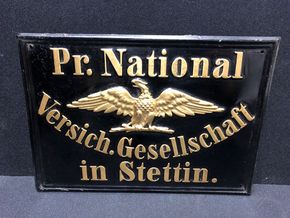 Pr. National
Versich. Gesellschaft
in Stettin.